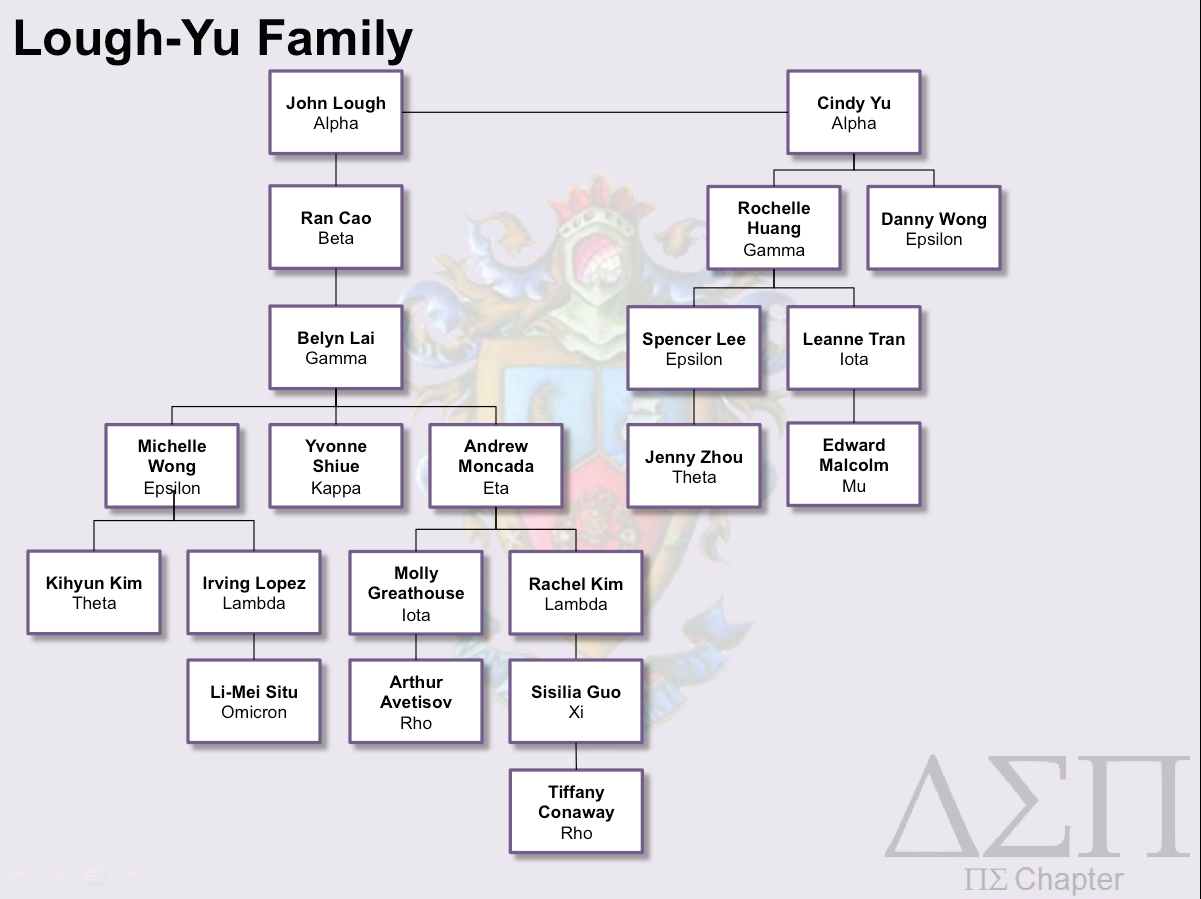 Lough-Yu Family
John Lough
Alpha
Cindy Yu
Alpha
Ran Cao
Beta
Rochelle
Huang
Gamma
Danny Wong
Epsilon
Belyn Lai
Gamma
Spencer Lee
Epsilon
Leanne Tran
Iota
Michelle
Wong
Epsilon
Yvonne
Shiue
Kappa
Andrew
Moncada
Eta
Jenny Zhou
Theta
Edward
Malcolm
Mu
Kihyun Kim
Theta
Irving Lopez
Lambda
Molly
Greathouse
Iota
Rachel Kim
Lambda
Li-Mei Situ
Omicron
Arthur
Avetisov
Rho
Sisilia Guo
Xi
Tiffany
Conaway
Rho
ΔΣΠ
ΠΣ Chapter